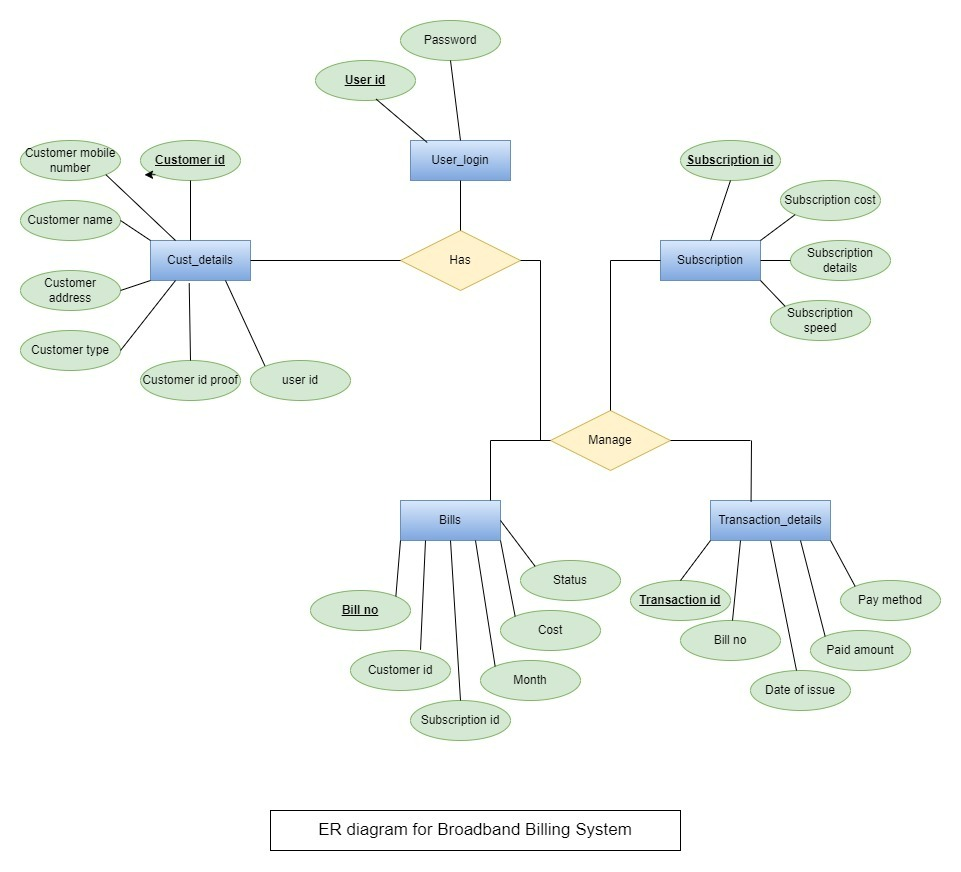 Password
User id
User_login
Customer mobile
number
Customer id
Customer name
Cust_details
Customer
address
Customer type
Customer id proof
user id
Has
Subscription id
Subscription cost
Subscription
Subscription
details
Subscription
speed
Manage
Bills
Bill no
Customer id
Subscription id
Month
Cost
Status
Transaction_details
Transaction id
Bill no
Date of issue
Paid amount
Pay method
ER diagram for Broadband Billing System